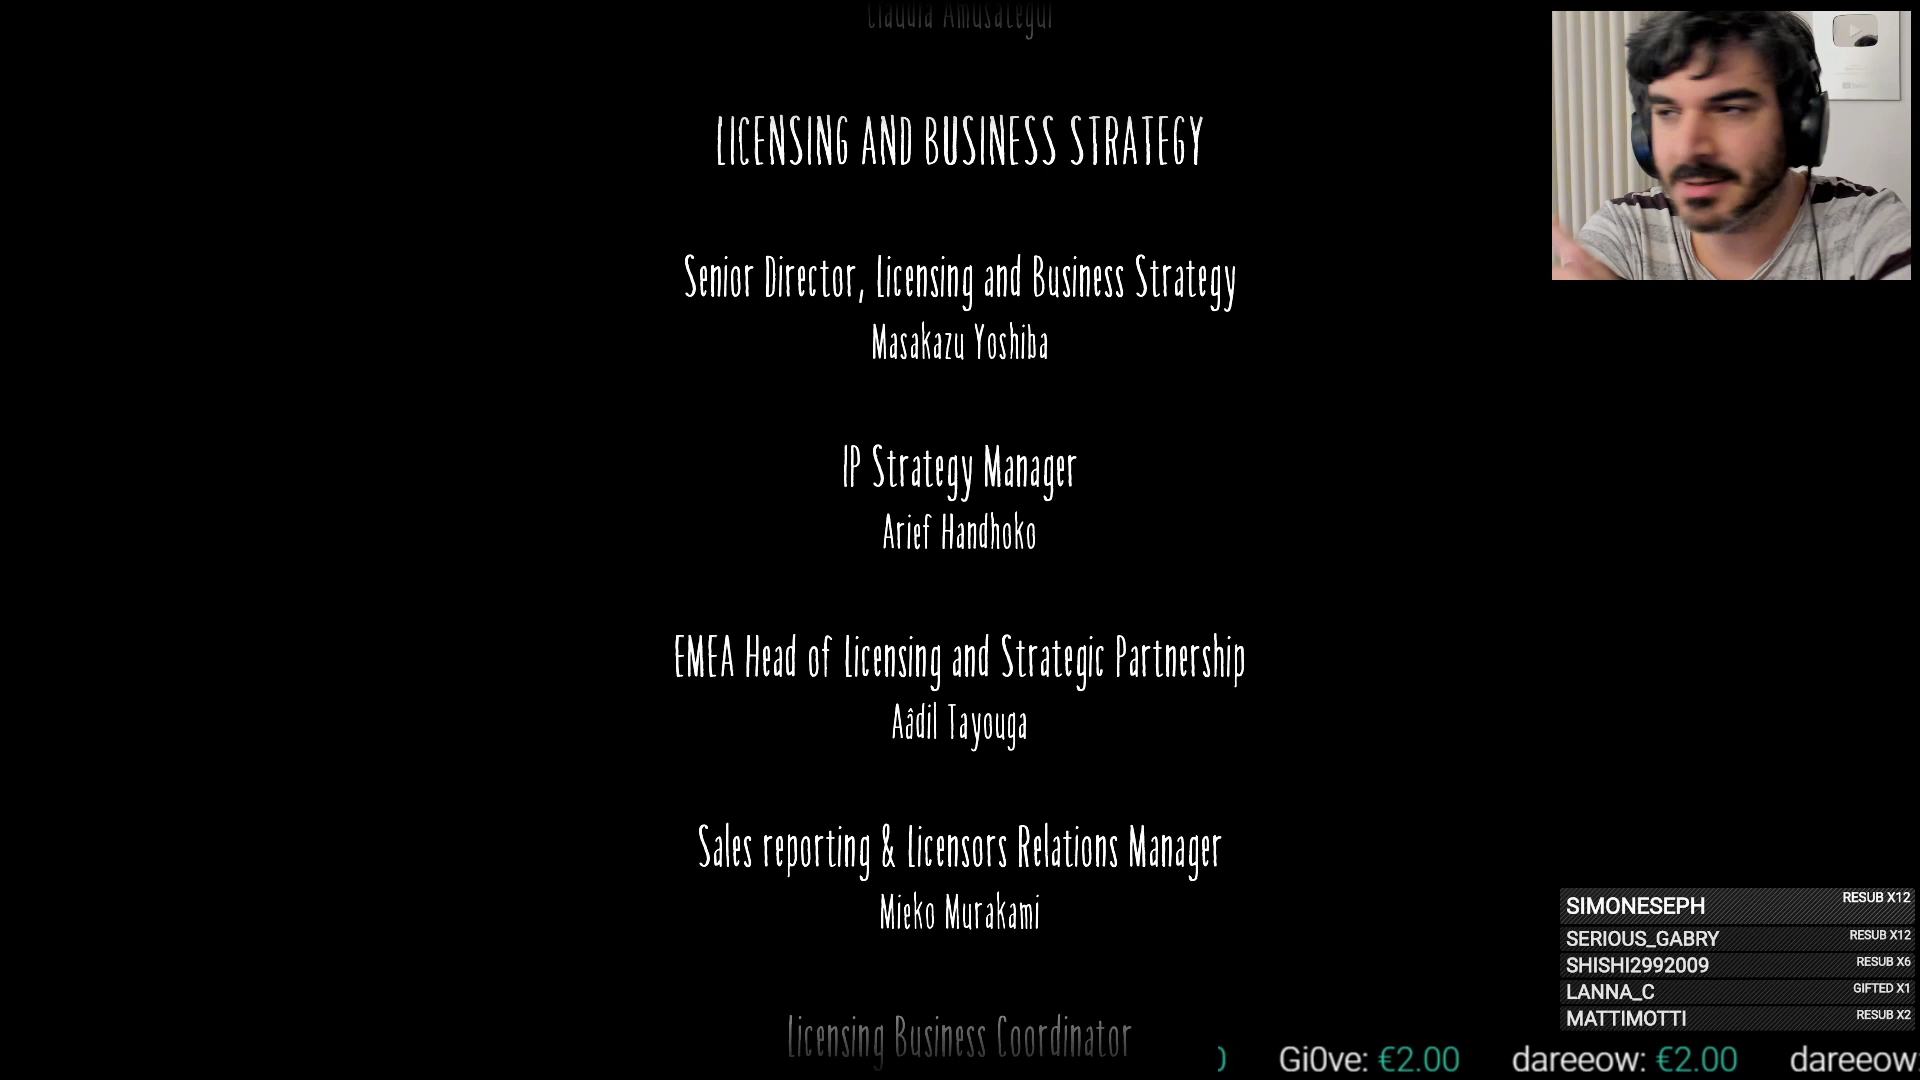 Claudia Amusategui
LICENSING AND BUSINESS STRATEGY
Senior Director, Licensing and Business Strategy
Masakazu Yoshiba
IP Strategy Manager
Arief Handhoko
EMEA Head of Licensing and Strategic Partnership
Aâdil Tayouga
Sales reporting & Licensors Relations Manager
Mieko Murakami
Licensing Business Coordinator
SIMONESEPH RESUB X12
SERIOUS_GABRY RESUB X12
SHISHI2992009 RESUB X6
LANNA_C GIFTED X1
MATTIMOTTI RESUB X2
Gi0ve: €2.00 dareeow: €2.00 dareeow: